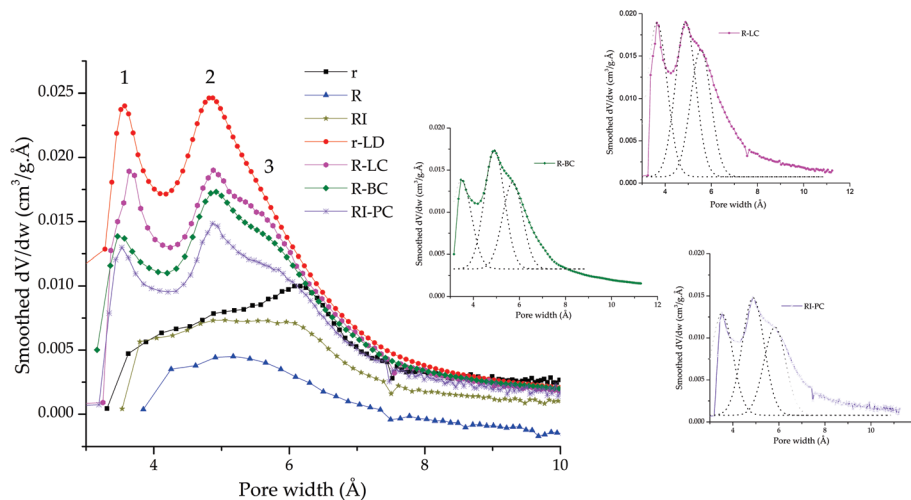 1
2
3
r
R
RI
r-LD
R-LC
R-BC
RI-PC
0.025
0.020
0.015
0.010
0.005
0.000
Smoothed dV/dw (cm³/g.Å)
4
6
8
10
Pore width (Å)
R-BC
0.020
0.015
0.010
0.005
0.000
Smoothed dV/dw (cm³/g.Å)
4
6
8
10
12
Pore width (Å)
R-LC
0.020
0.015
0.010
0.005
0.000
Smoothed dV/dw (cm³/g.Å)
4
6
8
10
12
Pore width (Å)
RI-PC
0.020
0.015
0.010
0.005
0.000
Smoothed dV/dw (cm³/g.Å)
4
6
8
10
Pore width (Å)